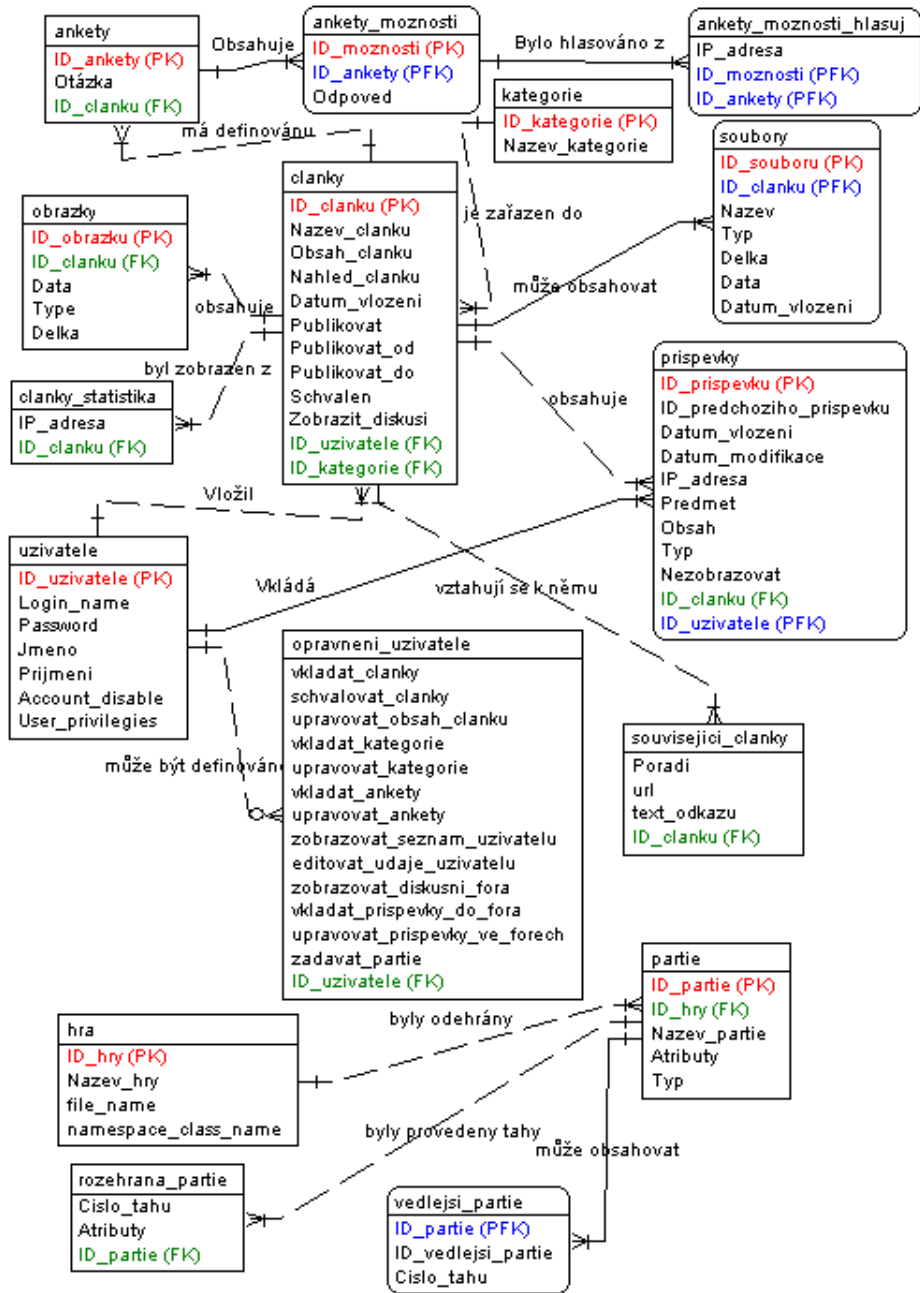 ankety
ID_ankety (PK)
Otázka
ID_clanku (FK)
Obsahuje
ankety_moznosti
ID_moznosti (PK)
ID_ankety (PFK)
Odpoved
Bylo hlasováno z
ankety_moznosti_hlasuj
IP_adresa
ID_moznosti (PFK)
ID_ankety (PFK)
kategorie
ID_kategorie (PK)
Nazev_kategorie
má definovánu
je zařazen do
soubory
ID_souboru (PK)
ID_clanku (PFK)
Nazev
Typ
Delka
Data
Datum_vlozeni
clanky
ID_clanku (PK)
Nazev_clanku
Obsah_clanku
Nahled_clanku
Datum_vlozeni
Publikovat
Publikovat_od
Publikovat_do
Schvalen
Zobrazit_diskusi
ID_uzivatele (FK)
ID_kategorie (FK)
obrazky
ID_obrazku (PK)
ID_clanku (FK)
Data
Type
Delka
obsahuje
může obsahovat
byl zobrazen z
clanky_statistika
IP_adresa
ID_clanku (FK)
obsahuje
prispevky
ID_prispevku (PK)
ID_predchoziho_prispevku
Datum_vlozeni
Datum_modifikace
IP_adresa
Predmet
Obsah
Typ
Nezobrazovat
ID_clanku (FK)
ID_uzivatele (PFK)
Vložil
uzivatele
ID_uzivatele (PK)
Login_name
Password
Jmeno
Prijmeni
Account_disable
User_privilegies
Vkládá
vztahují se k němu
může být definováno
opravneni_uzivatele
vkladat_clanky
schvalovat_clanky
upravovat_obsah_clanku
vkladat_kategorie
upravovat_kategorie
vkladat_ankety
upravovat_ankety
zobrazovat_seznam_uzivatelu
editovat_udaje_uzivatelu
zobrazovat_diskusni_fora
vkladat_prispevky_do_fora
upravovat_prispevky_ve_forech
zadavat_partie
ID_uzivatele (FK)
souvisejici_clanky
Poradi
url
text_odkazu
ID_clanku (FK)
partie
ID_partie (PK)
ID_hry (FK)
Nazev_partie
Atributy
Typ
byly odehrány
hra
ID_hry (PK)
Nazev_hry
file_name
namespace_class_name
byly provedeny tahy
může obsahovat
rozehrana_partie
Cislo_tahu
Atributy
ID_partie (FK)
vedlejsi_partie
ID_partie (PFK)
ID_vedlejsi_partie
Cislo_tahu